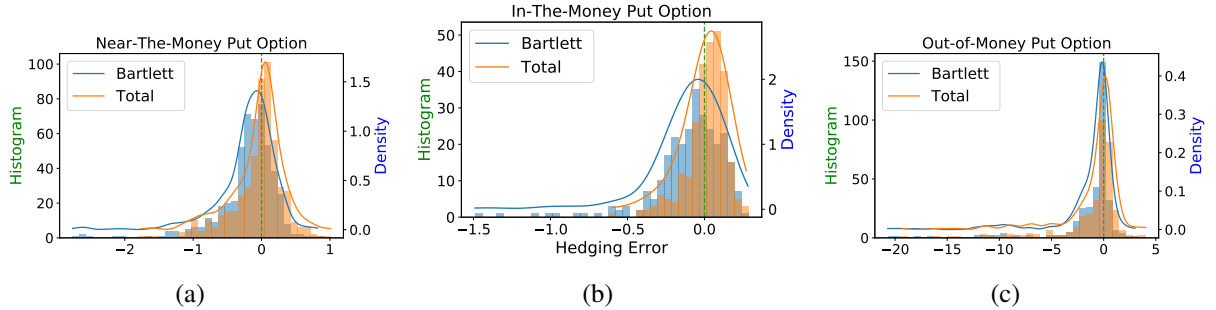 Near-The-Money Put Option
Histogram
100
80
60
40
20
0
Bartlett
Total
1.5
1.0
0.5
0.0
Density
−2
−1
0
1
(a)
In-The-Money Put Option
Histogram
50
40
30
20
10
0
Bartlett
Total
2
1
0
Density
−1.5
−1.0
−0.5
0.0
Hedging Error
(b)
Out-of-Money Put Option
Histogram
150
100
50
0
Bartlett
Total
0.4
0.3
0.2
0.1
0.0
Density
−20
−15
−10
−5
0
5
(c)